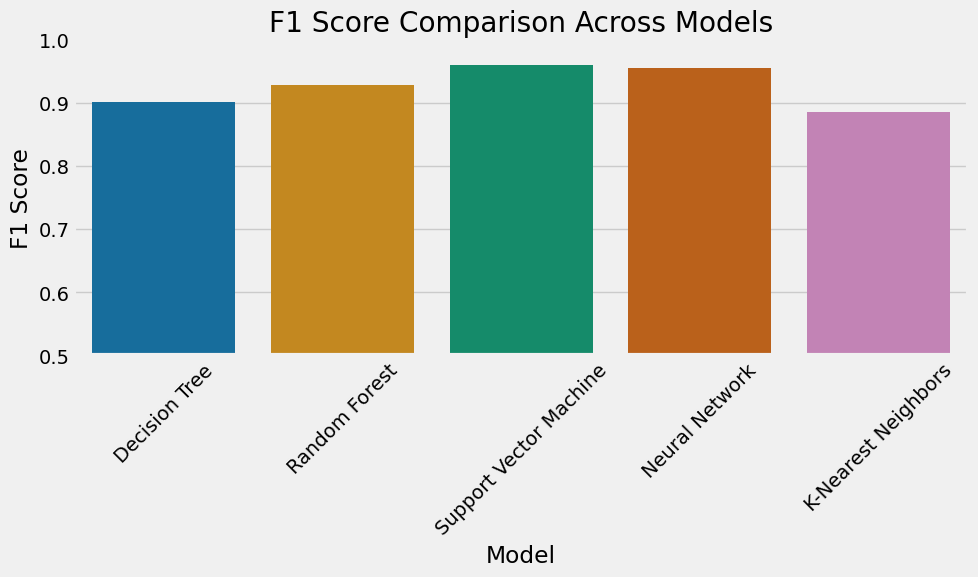 F1 Score Comparison Across Models
1.0
0.9
0.8
0.7
0.6
0.5
F1 Score
Decision Tree
Random Forest
Support Vector Machine
Neural Network
K-Nearest Neighbors
Model